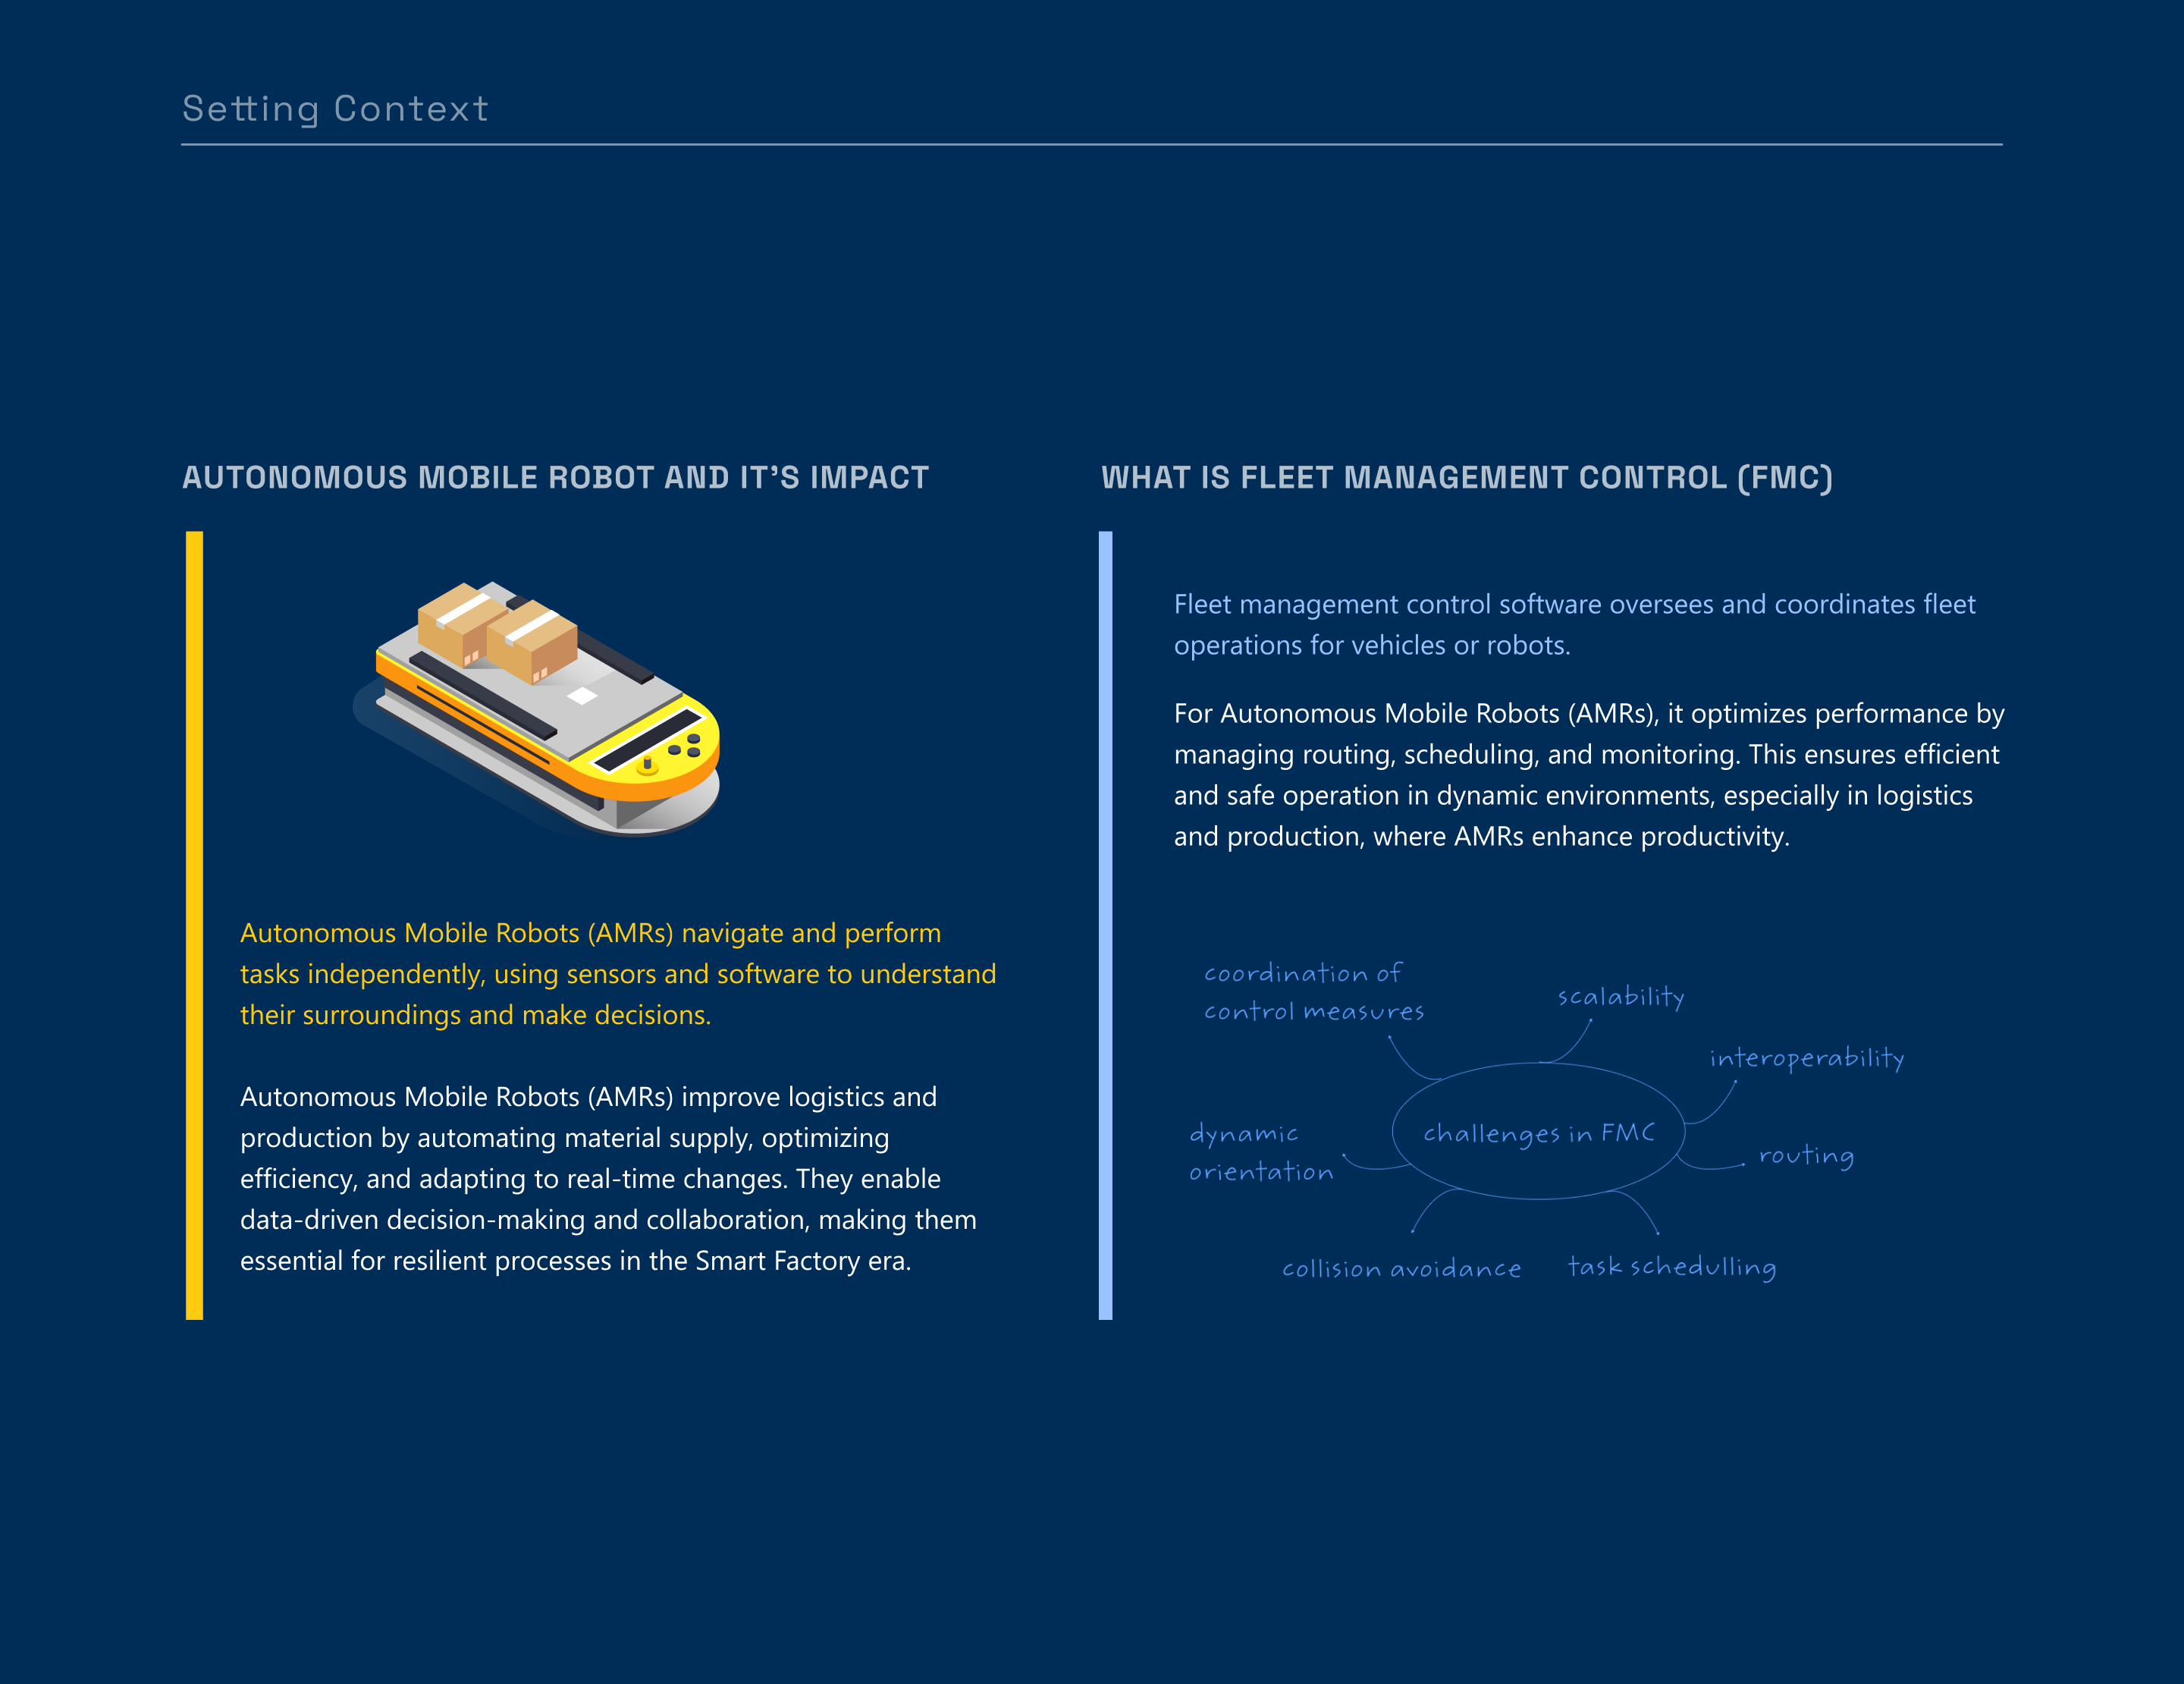 Setting Context
AUTONOMOUS MOBILE ROBOT AND IT'S IMPACT
Autonomous Mobile Robots (AMRs) navigate and perform
tasks independently, using sensors and software to understand
their surroundings and make decisions.
Autonomous Mobile Robots (AMRs) improve logistics and
production by automating material supply, optimizing
efficiency, and adapting to real-time changes. They enable
data-driven decision-making and collaboration, making them
essential for resilient processes in the Smart Factory era.
WHAT IS FLEET MANAGEMENT CONTROL (FMC)
Fleet management control software oversees and coordinates fleet
operations for vehicles or robots.
For Autonomous Mobile Robots (AMRs), it optimizes performance by
managing routing, scheduling, and monitoring. This ensures efficient
and safe operation in dynamic environments, especially in logistics
and production, where AMRs enhance productivity.
coordination of
control measures
scalability
interoperability
dynamic
orientation
challenges in FMC
routing
collision avoidance
task schedulling